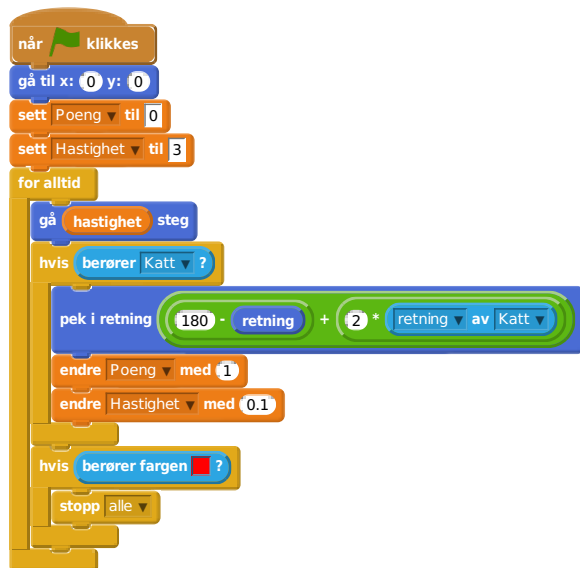 når klikkes
gå til x: 0 y: 0
sett Poeng til 0
sett Hastighet til 3
for alltid
gå hastighet steg
hvis berører Katt ?
pek i retning 180 - retning + 2 * retning av Katt
endre Poeng med 1
endre Hastighet med 0.1
hvis berører fargen ?
stopp alle